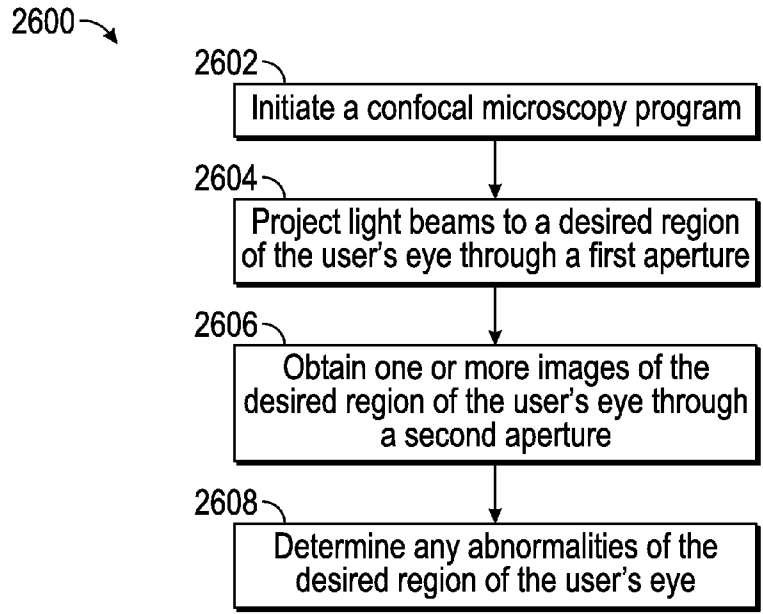 2600
2602
Initiate a confocal microscopy program
2604
Project light beams to a desired region
of the user's eye through a first aperture
2606
Obtain one or more images of the
desired region of the user's eye through
a second aperture
2608
Determine any abnormalities of the
desired region of the user's eye